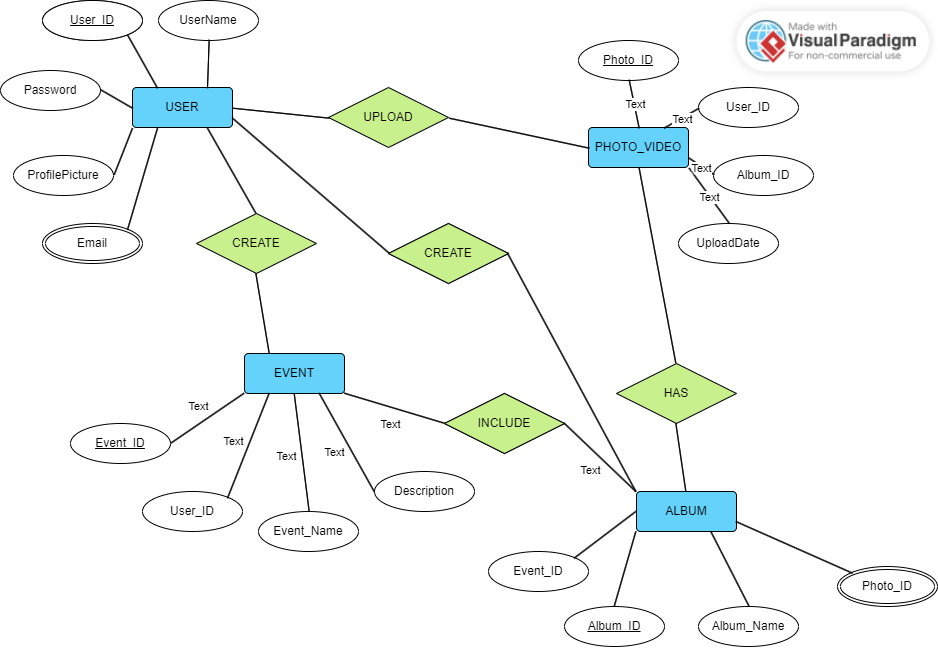 User_ID
UserName
Made with
VisualParadigm
For non-commercial use
Photo_ID
Password
USER
Text
User_ID
UPLOAD
Text
PHOTO_VIDEO
ProfilePicture
Text
Album_ID
Text
Email
CREATE
CREATE
UploadDate
EVENT
HAS
Text
Event_ID
Text
Text
Text
Text
INCLUDE
Text
Description
User_ID
Event_Name
ALBUM
Event_ID
Photo_ID
Album_ID
Album_Name